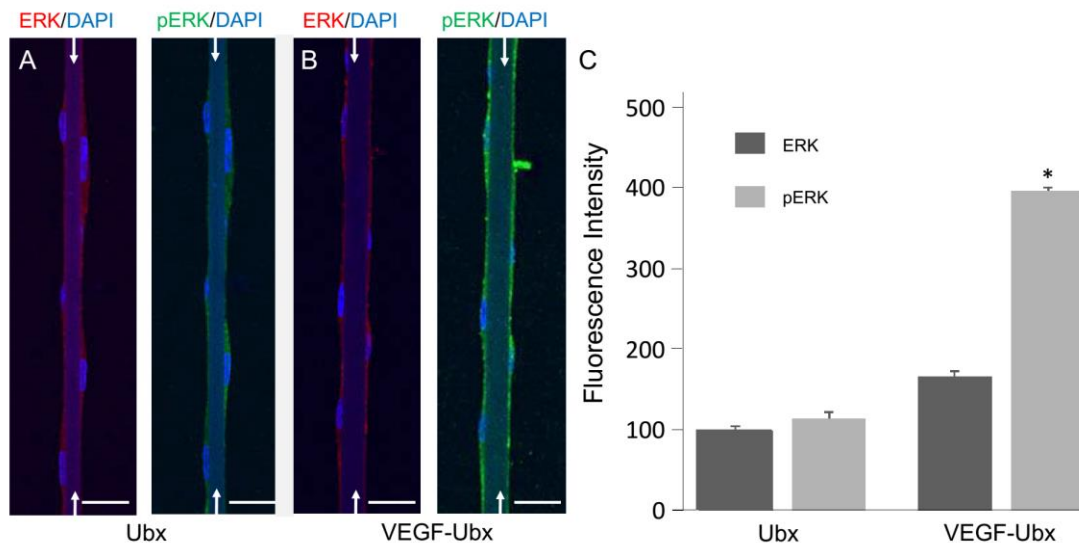 ERK/DAPI pERK/DAPI ERK/DAPI pERK/DAPI
A B C
500
400
300
200
100
0
Fluorescence Intensity
ERK
pERK
*
Ubx VEGF-Ubx
Ubx VEGF-Ubx